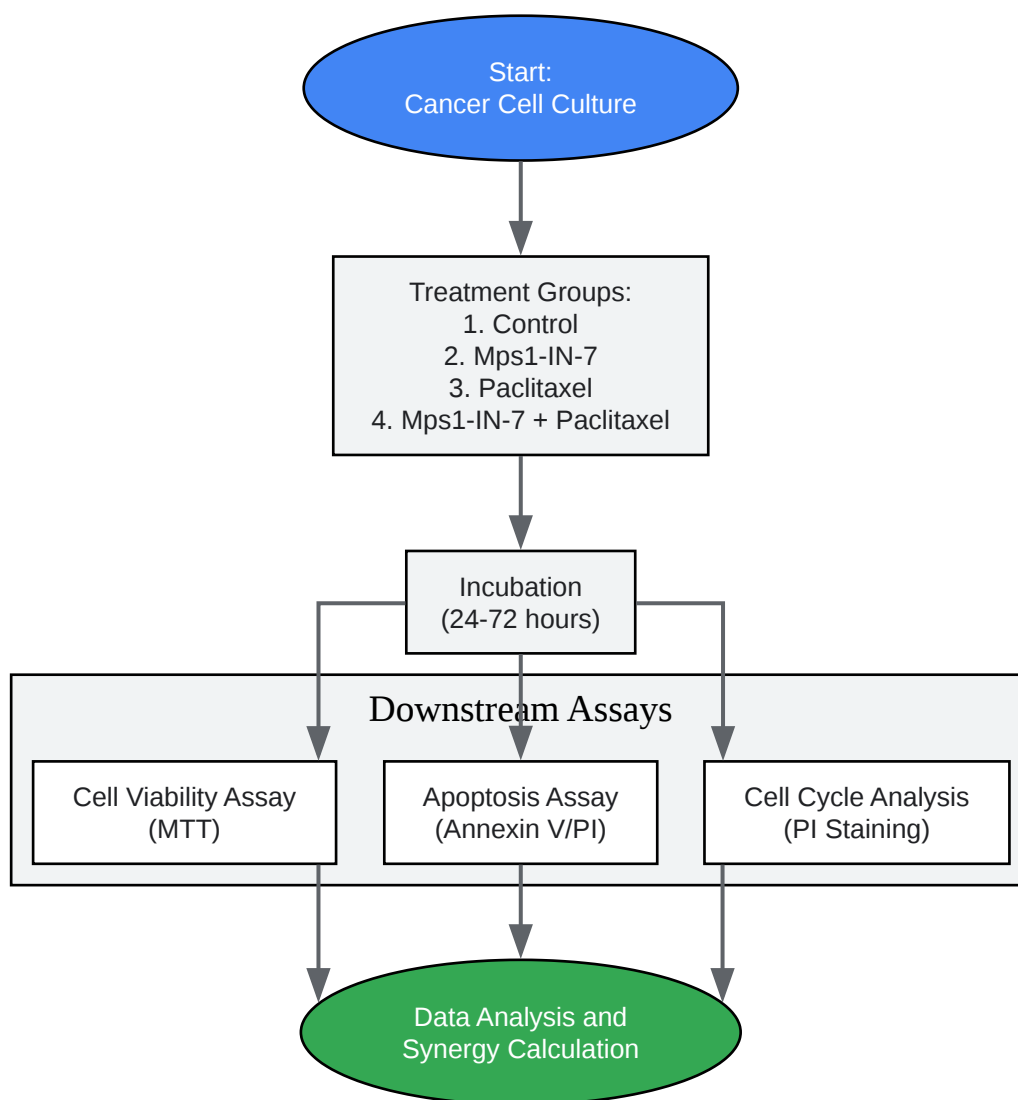 Start:
Cancer Cell Culture
Treatment Groups:
1. Control
2. Mps1-IN-7
3. Paclitaxel
4. Mps1-IN-7 + Paclitaxel
Incubation
(24-72 hours)
Downstream Assays
Cell Viability Assay
(MTT)
Apoptosis Assay
(Annexin V/PI)
Cell Cycle Analysis
(PI Staining)
Data Analysis and
Synergy Calculation